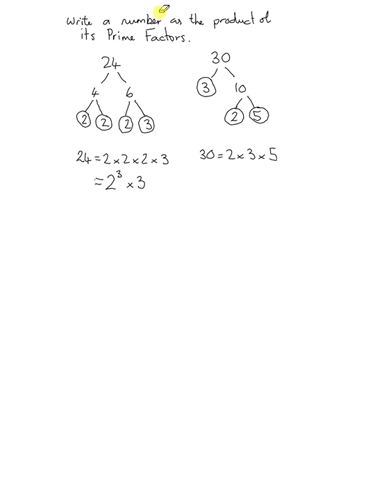 Write a number as the product of
its Prime Factors.
24
4 6
2 2 2 3
24 = 2 × 2 × 2 × 3
= 2³ × 3
30
3 10
2 5
30 = 2 × 3 × 5